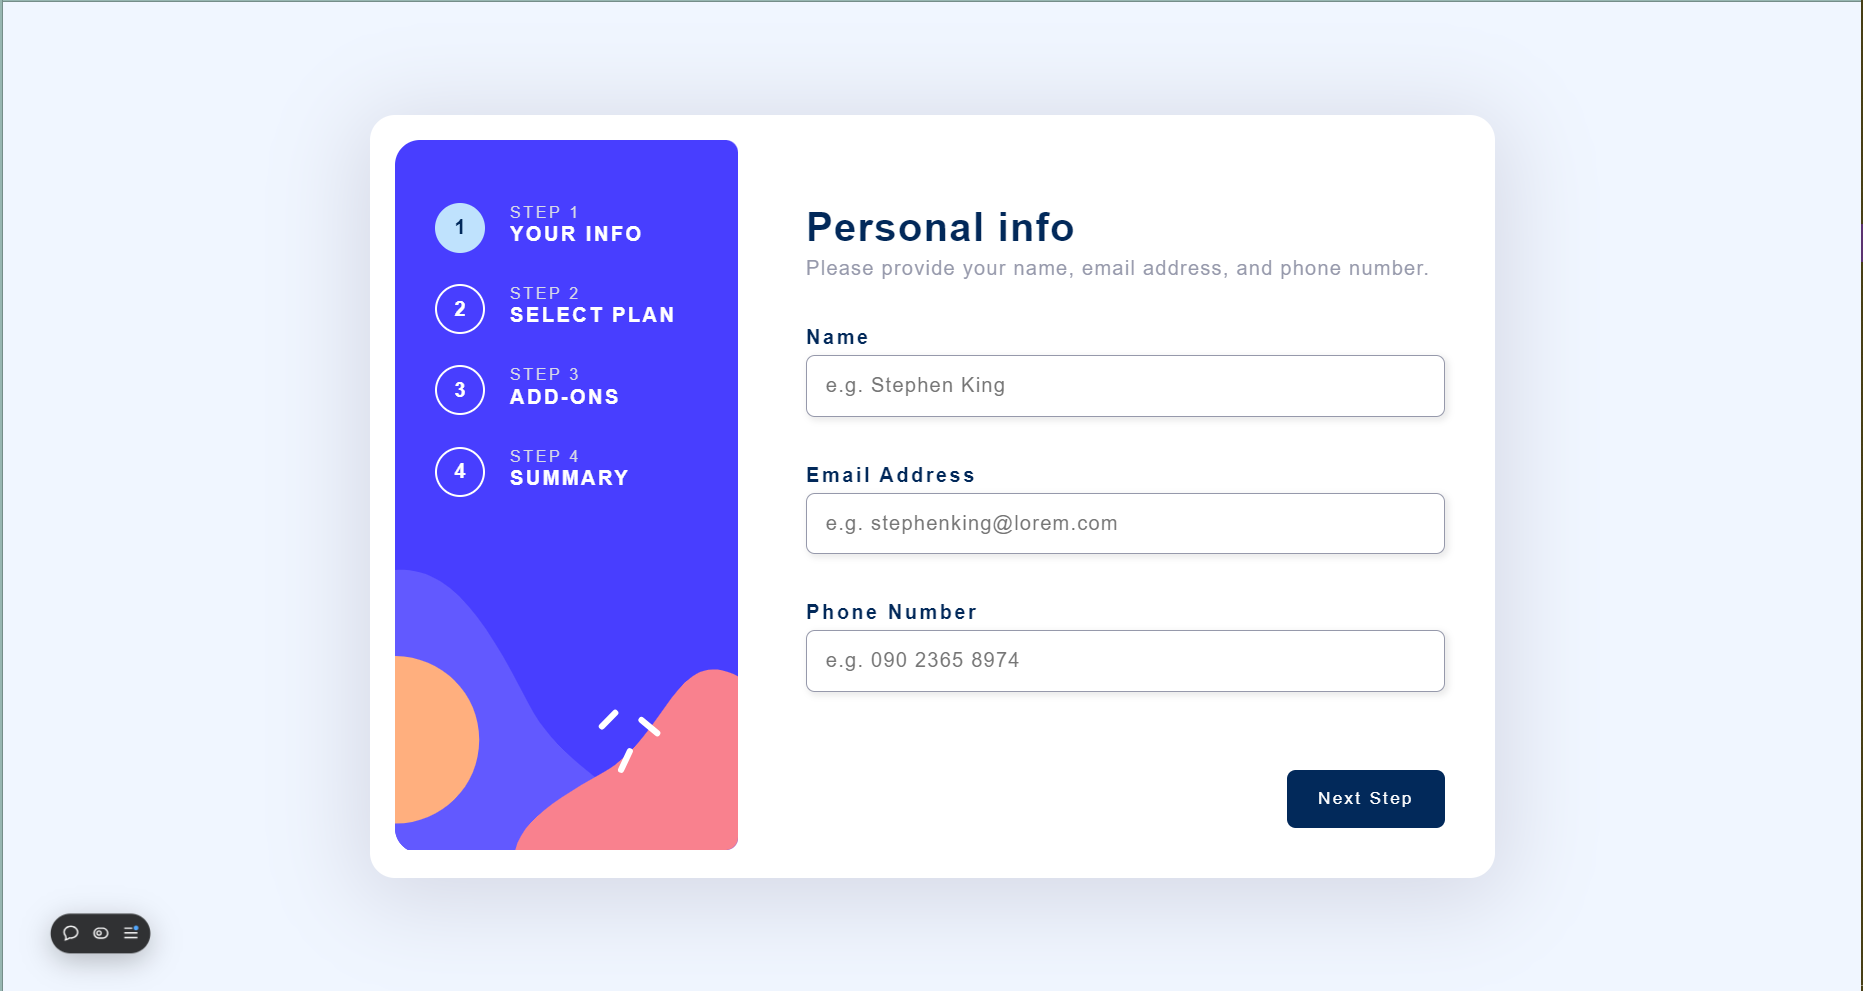 1
STEP 1
YOUR INFO
2
STEP 2
SELECT PLAN
3
STEP 3
ADD-ONS
4
STEP 4
SUMMARY
Personal info
Please provide your name, email address, and phone number.
Name
e.g. Stephen King
Email Address
e.g. stephenking@lorem.com
Phone Number
e.g. 090 2365 8974
Next Step